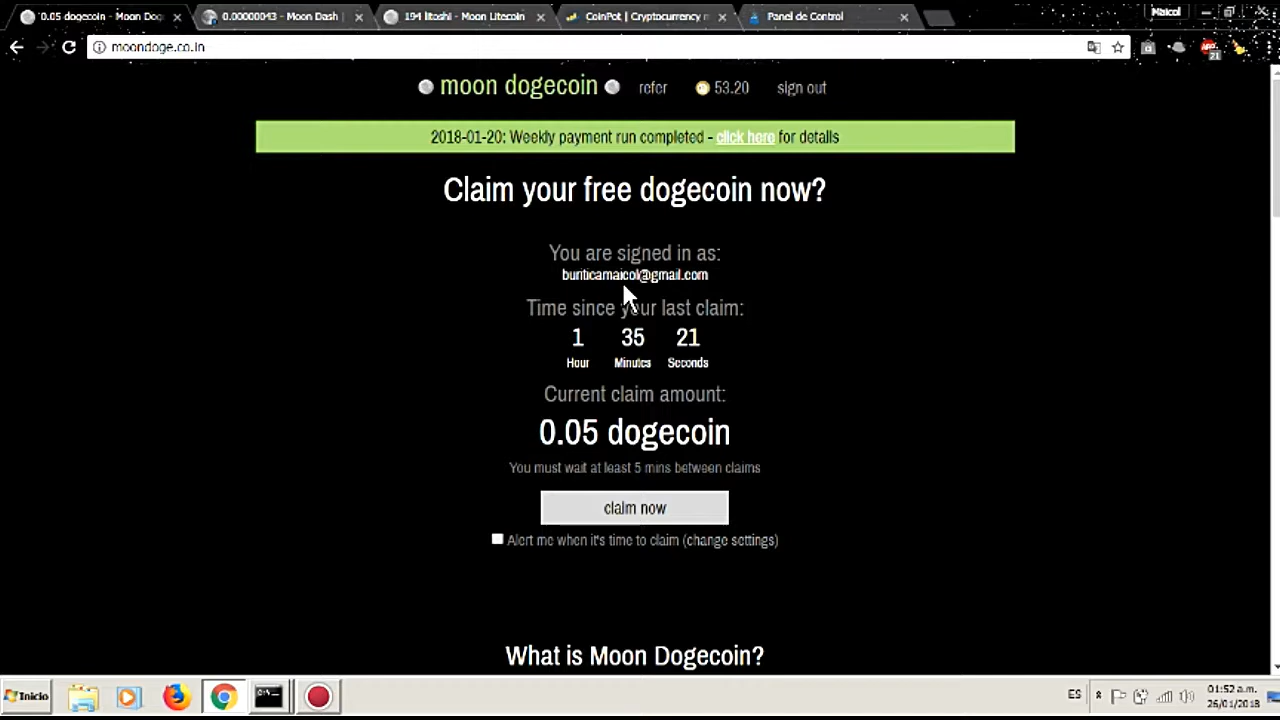 0.05 dogecoin - Moon Dog
0.00000043 - Moon Dash
194 litoshi - Moon Litecoin
CoinPot | Cryptocurrency m
Panel de Control
Maicol
moondoge.co.in
21
moon dogecoin
refer
53.20
sign out
2018-01-20: Weekly payment run completed - click here for details
Claim your free dogecoin now?
You are signed in as:
buriticamaicol@gmail.com
Time since your last claim:
1 35 21
Hour Minutes Seconds
Current claim amount:
0.05 dogecoin
You must wait at least 5 mins between claims
claim now
Alert me when it's time to claim (change settings)
What is Moon Dogecoin?
Inicio
ES
01:52 a.m.
26/01/2018